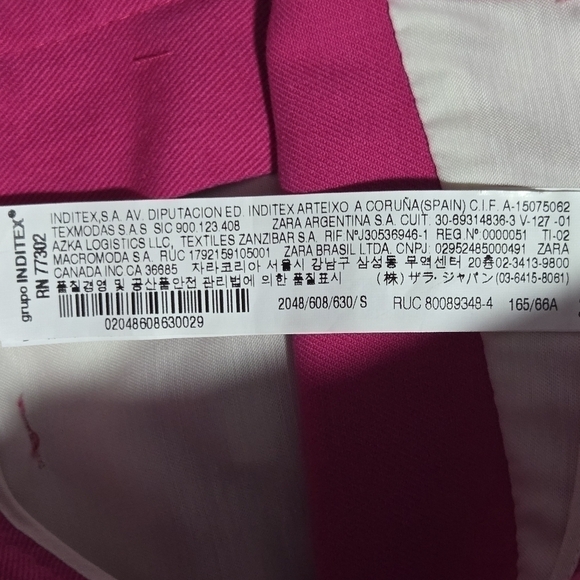 grupo INDITEX®
RN 77302
INDITEX,S.A. AV. DIPUTACION ED. INDITEX ARTEIXO A CORUÑA(SPAIN) C.I.F. A-15075062
TEXMODAS S.A.S SIC 900.123 408 ZARA ARGENTINA S.A. CUIT. 30-69314836-3 V-127 -01
AZKA LOGISTICS LLC, TEXTILES ZANZIBAR S.A. RIF NºJ30536946-1 REG Nº 0000051 TI-02
MACROMODA S.A. RUC 1792159105001 ZARA BRASIL LTDA. CNPJ: 02952485000491 ZARA
CANADA INC CA 36685 자라코리아 서울시 강남구 삼성동 무역센터 20층 02-3413-9800
품질경영 및 공산품안전 관리법에 의한 품질표시 (株) ザラ・ジャパン (03-6415-8061)
2048/608/630/S RUC 80089348-4 165/66A
02048608630029